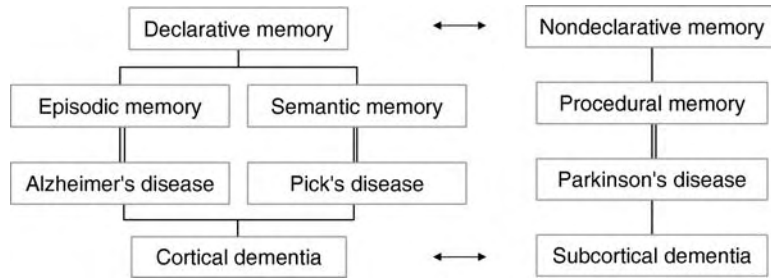 Declarative memory
Nondeclarative memory
Episodic memory
Semantic memory
Procedural memory
Alzheimer's disease
Pick's disease
Parkinson's disease
Cortical dementia
Subcortical dementia